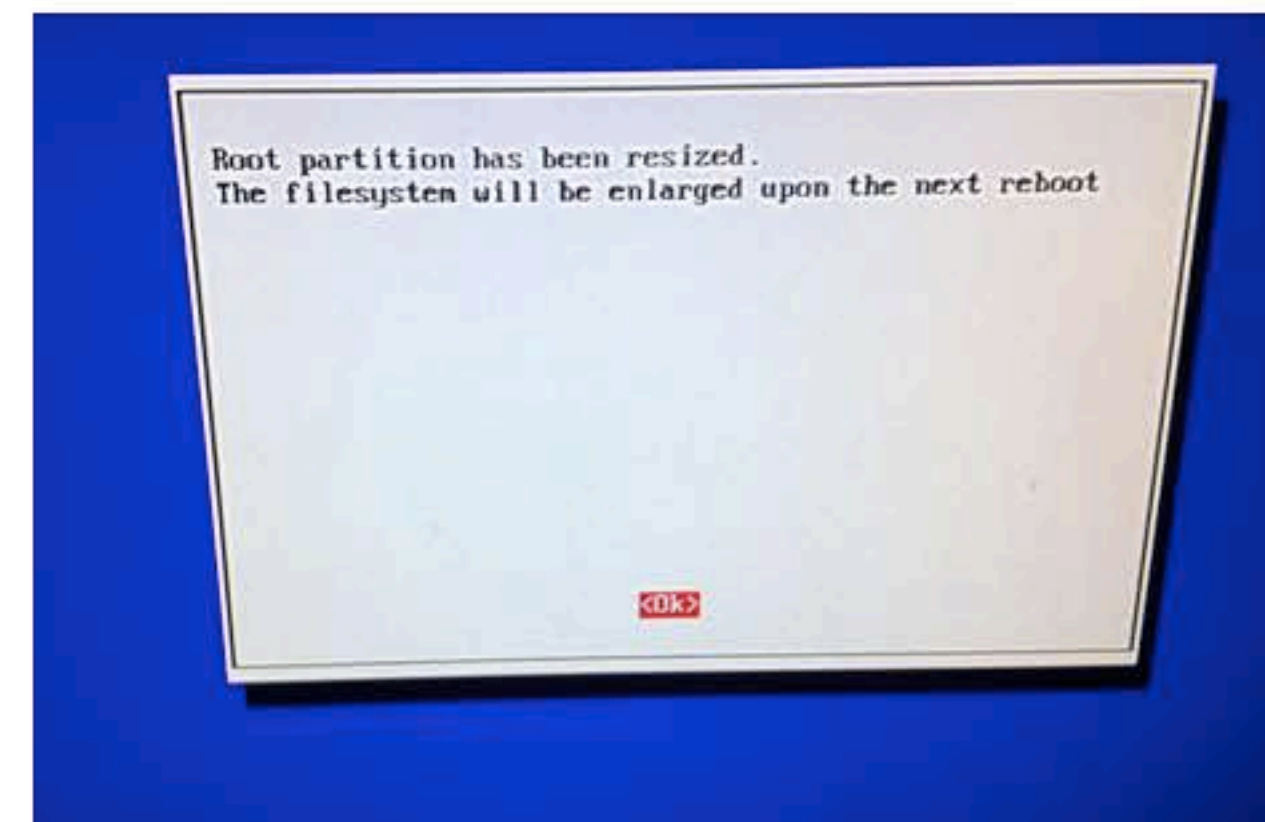 Root partition has been resized.
The filesystem will be enlarged upon the next reboot
<Ok>